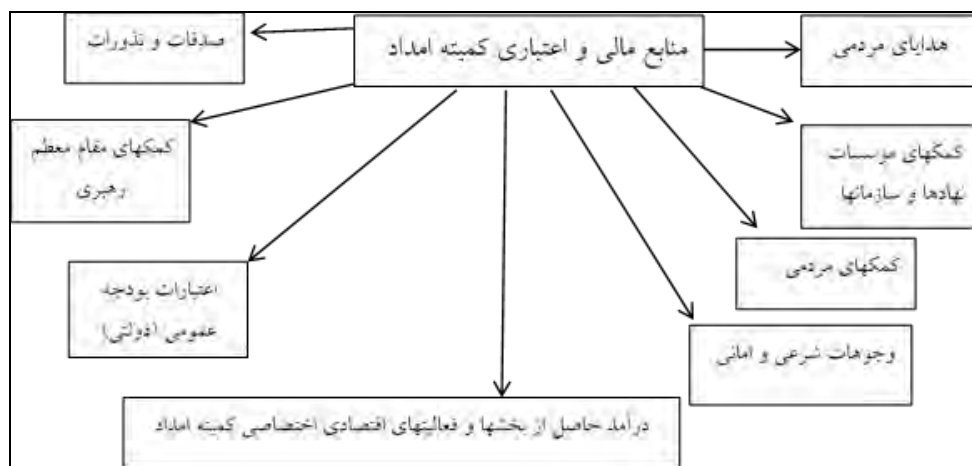 منابع مالی و اعتباری کمیته امداد
هدایای مردمی
صدقات و نذورات
کمکهای مؤسسات
نهادها و سازمانها
کمکهای مقام معظم
رهبری
کمکهای مردمی
اعتبارات بودجه
عمومی (دولتی)
وجوهات شرعی و امانی
درآمد حاصل از بخشها و فعالیتهای اقتصادی اختصاصی کمیته امداد